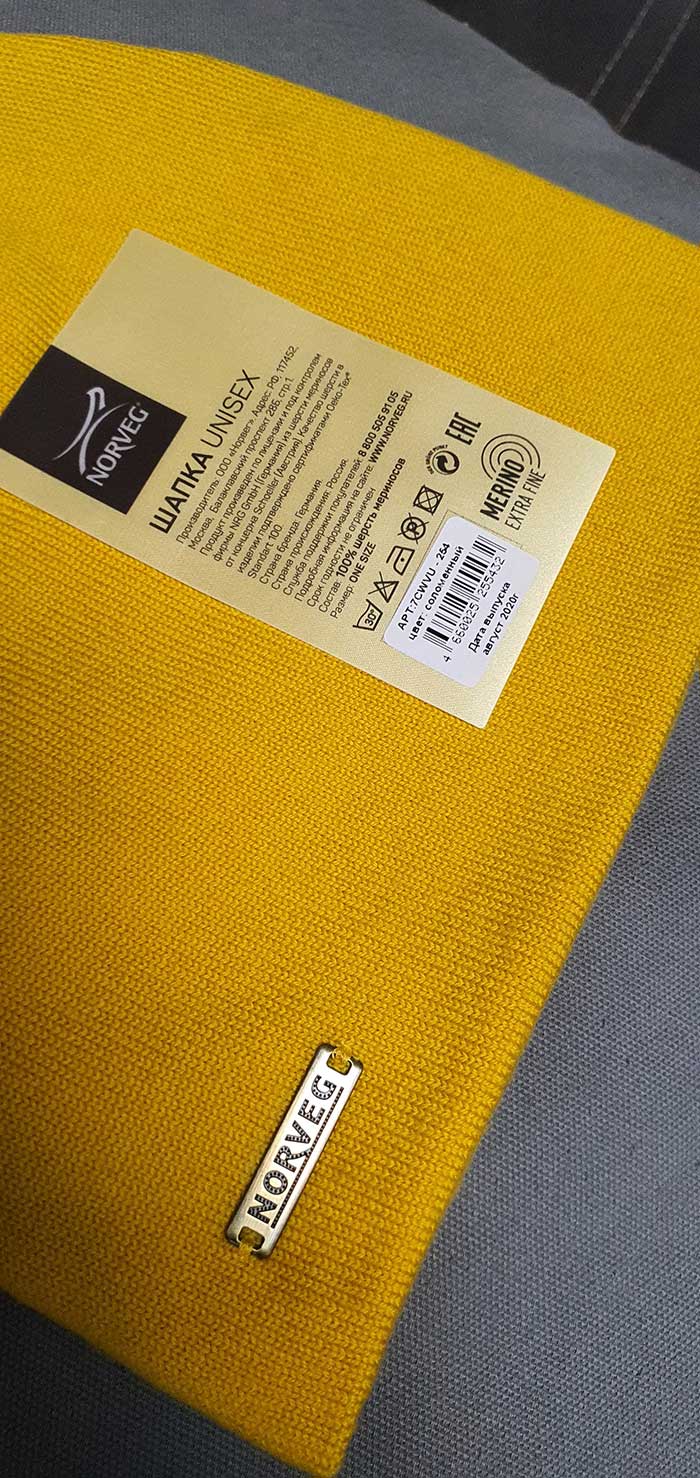 NORVEG®
ШАПКА UNISEX
Производитель: ООО «Норвег». Адрес: РФ, 117452,
Москва, Балаклавский проспект 28Б, стр.1.
Продукт произведен по лицензии и под контролем
фирмы NRG GmbH (Германия) из шерсти мериносов
от концерна Schoeller (Австрия). Качество шерсти в
изделии подтверждено сертификатами Oeko-Tex®
Standart 100.
Страна бренда: Германия.
Страна происхождения: Россия.
Служба поддержки покупателей: 8 800 505 91 05
Подробная информация на сайте: WWW.NORVEG.RU
Срок годности не ограничен
Состав: 100% шерсть мериносов
Размер: ONE SIZE
30°
EAC
MERINO
EXTRA FINE
АРТ:7CWVU - 254
цвет: соломенный
4 660025 255432
Дата выпуска
август 2020г
NORVEG